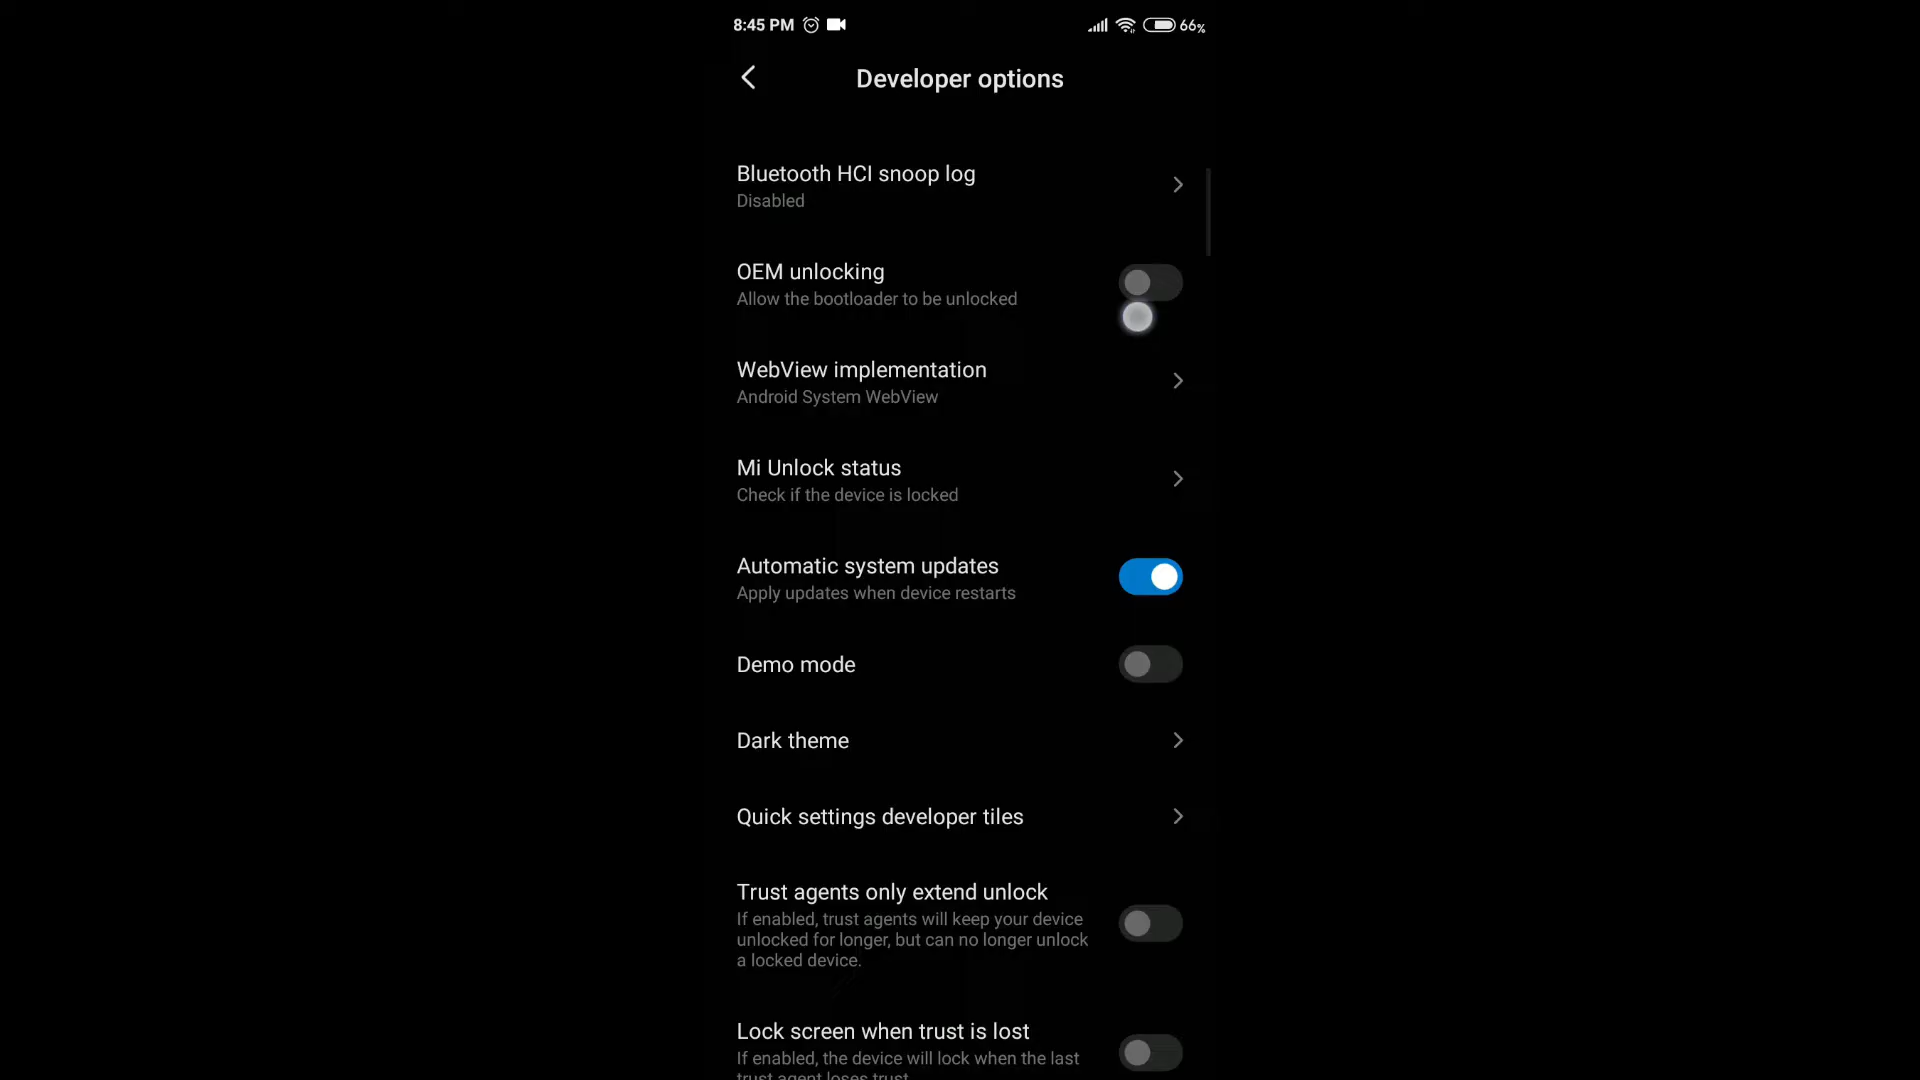 8:45 PM 66%
Developer options
Bluetooth HCI snoop log
Disabled
OEM unlocking
Allow the bootloader to be unlocked
WebView implementation
Android System WebView
Mi Unlock status
Check if the device is locked
Automatic system updates
Apply updates when device restarts
Demo mode
Dark theme
Quick settings developer tiles
Trust agents only extend unlock
If enabled, trust agents will keep your device
unlocked for longer, but can no longer unlock
a locked device.
Lock screen when trust is lost
If enabled, the device will lock when the last
trust agent loses trust